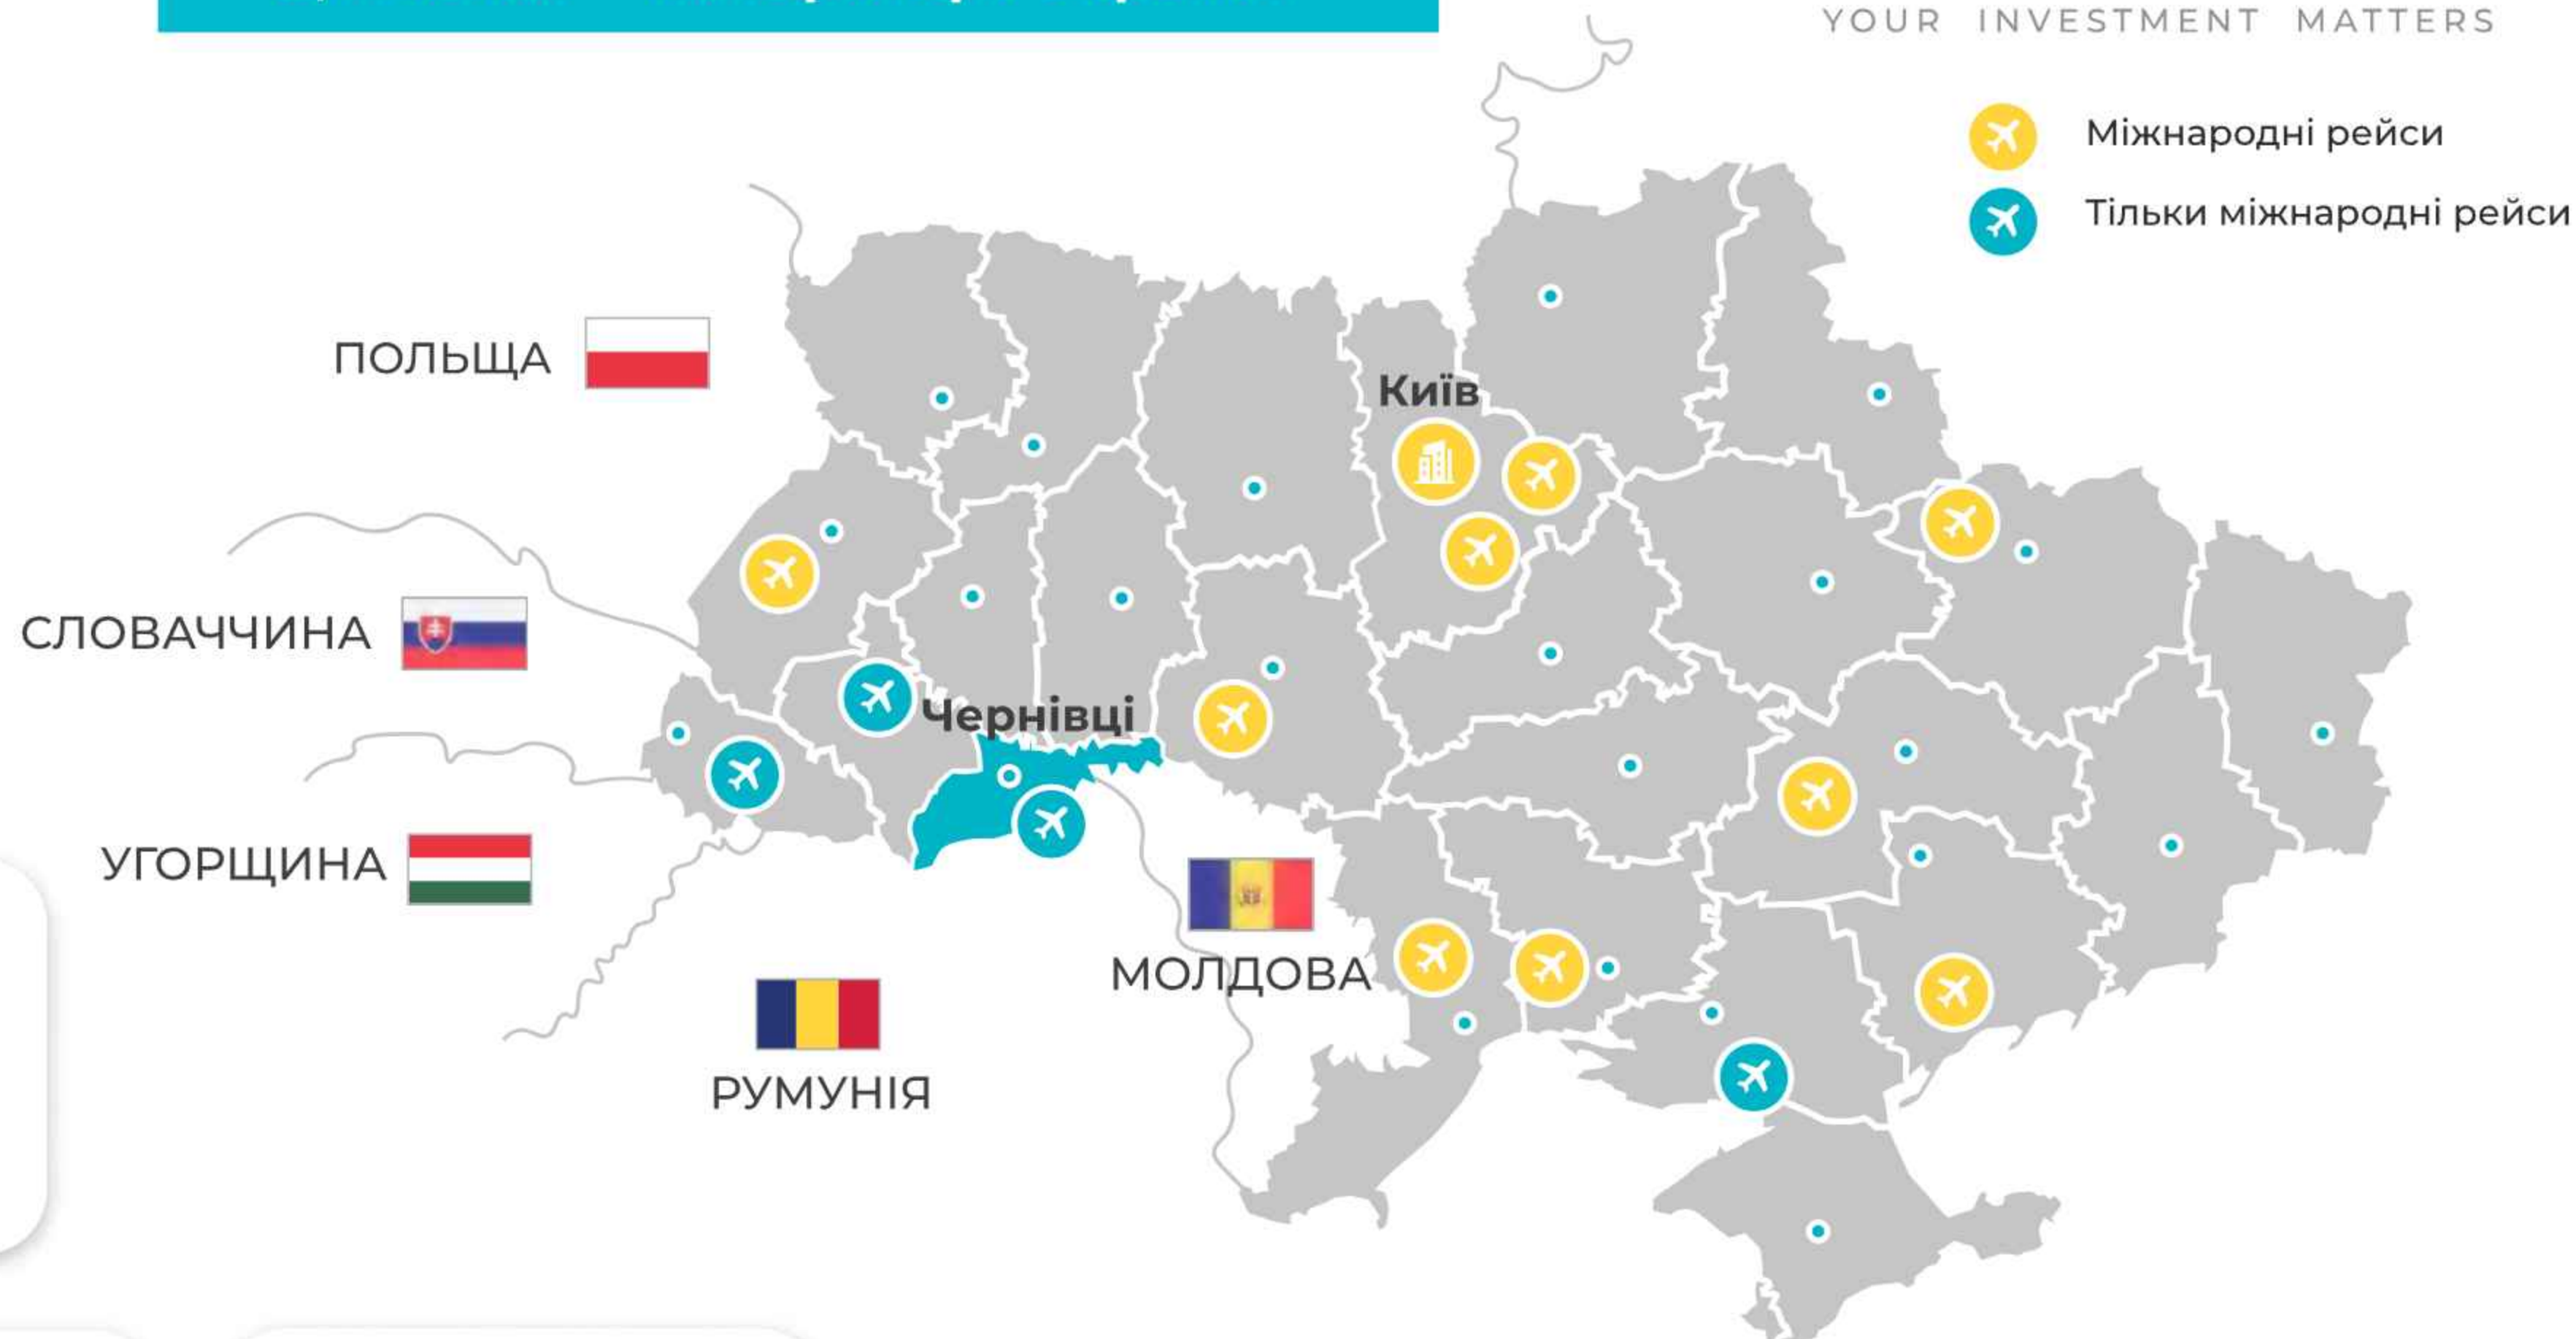 YOUR INVESTMENT MATTERS
Міжнародні рейси
Тільки міжнародні рейси
ПОЛЬЩА
Київ
СЛОВАЧЧИНА
Чернівці
УГОРЩИНА
МОЛДОВА
РУМУНІЯ